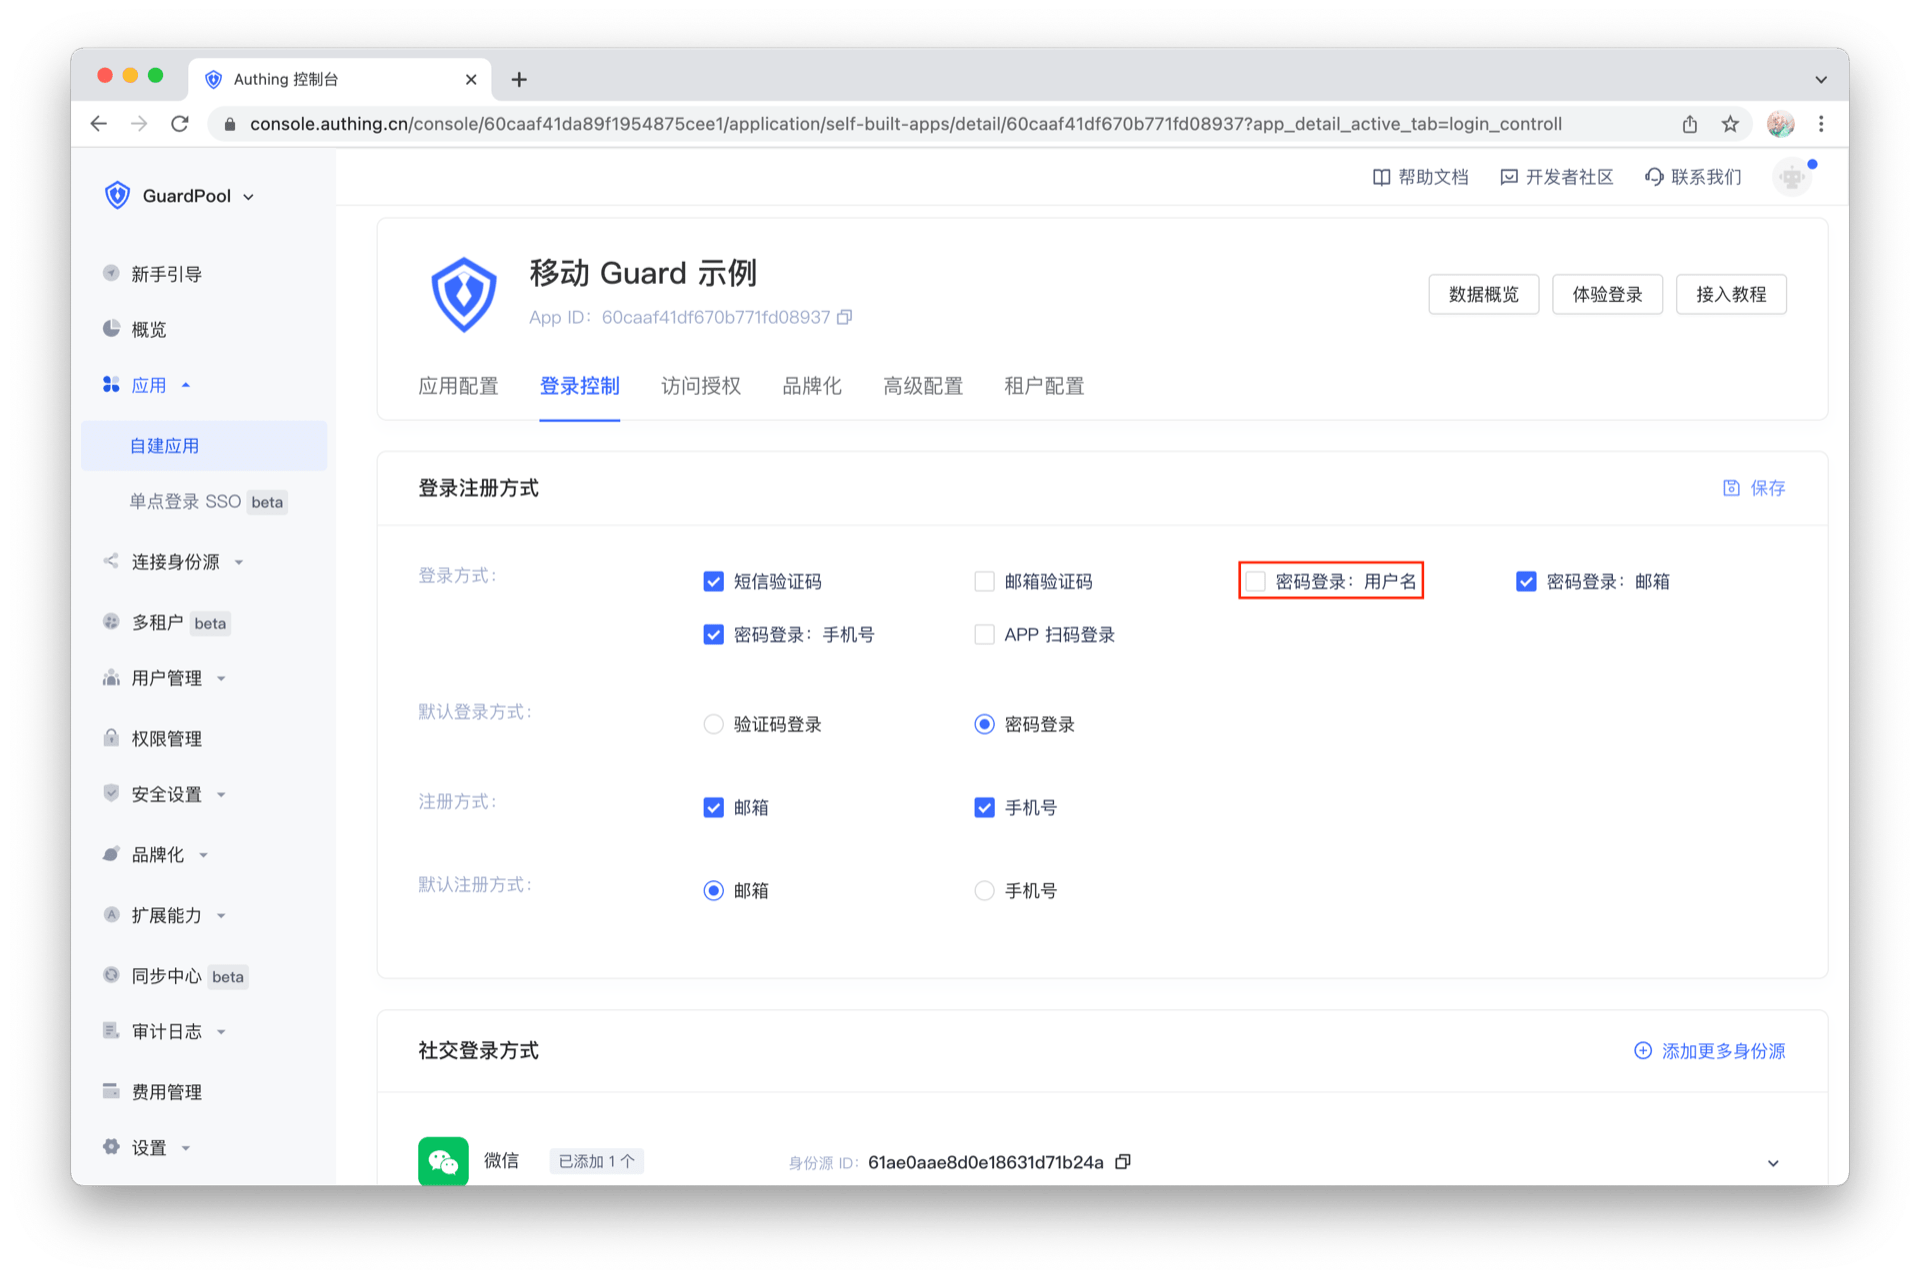 Authing 控制台
console.authing.cn/console/60caaf41da89f1954875cee1/application/self-built-apps/detail/60caaf41df670b771fd08937?app_detail_active_tab=login_controll
GuardPool
帮助文档 开发者社区 联系我们
新手引导
概览
应用
自建应用
单点登录 SSO beta
连接身份源
多租户 beta
用户管理
权限管理
安全设置
品牌化
扩展能力
同步中心 beta
审计日志
费用管理
设置
移动 Guard 示例
App ID: 60caaf41df670b771fd08937
数据概览 体验登录 接入教程
应用配置 登录控制 访问授权 品牌化 高级配置 租户配置
登录注册方式 保存
登录方式: 短信验证码 邮箱验证码 密码登录：用户名 密码登录：邮箱
密码登录：手机号 APP 扫码登录
默认登录方式: 验证码登录 密码登录
注册方式: 邮箱 手机号
默认注册方式: 邮箱 手机号
社交登录方式 添加更多身份源
微信 已添加 1 个 身份源 ID: 61ae0aae8d0e18631d71b24a